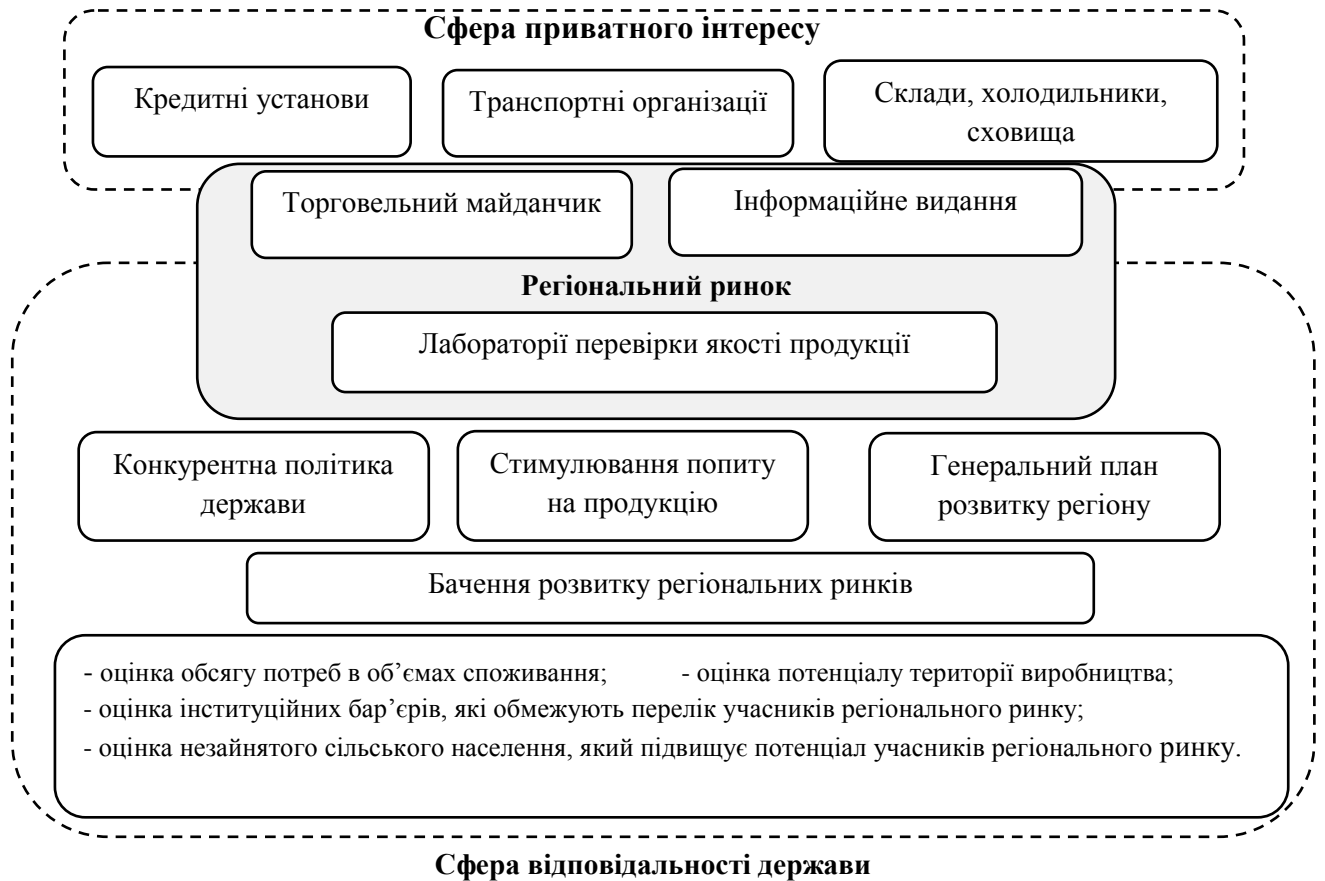 Сфера приватного інтересу
Кредитні установи
Транспортні організації
Склади, холодильники,
сховища
Торговельний майданчик
Інформаційне видання
Регіональний ринок
Лабораторії перевірки якості продукції
Конкурентна політика
держави
Стимулювання попиту
на продукцію
Генеральний план
розвитку регіону
Бачення розвитку регіональних ринків
- оцінка обсягу потреб в об’ємах споживання; - оцінка потенціалу території виробництва;
- оцінка інституційних бар’єрів, які обмежують перелік учасників регіонального ринку;
- оцінка незайнятого сільського населення, який підвищує потенціал учасників регіонального ринку.
Сфера відповідальності держави